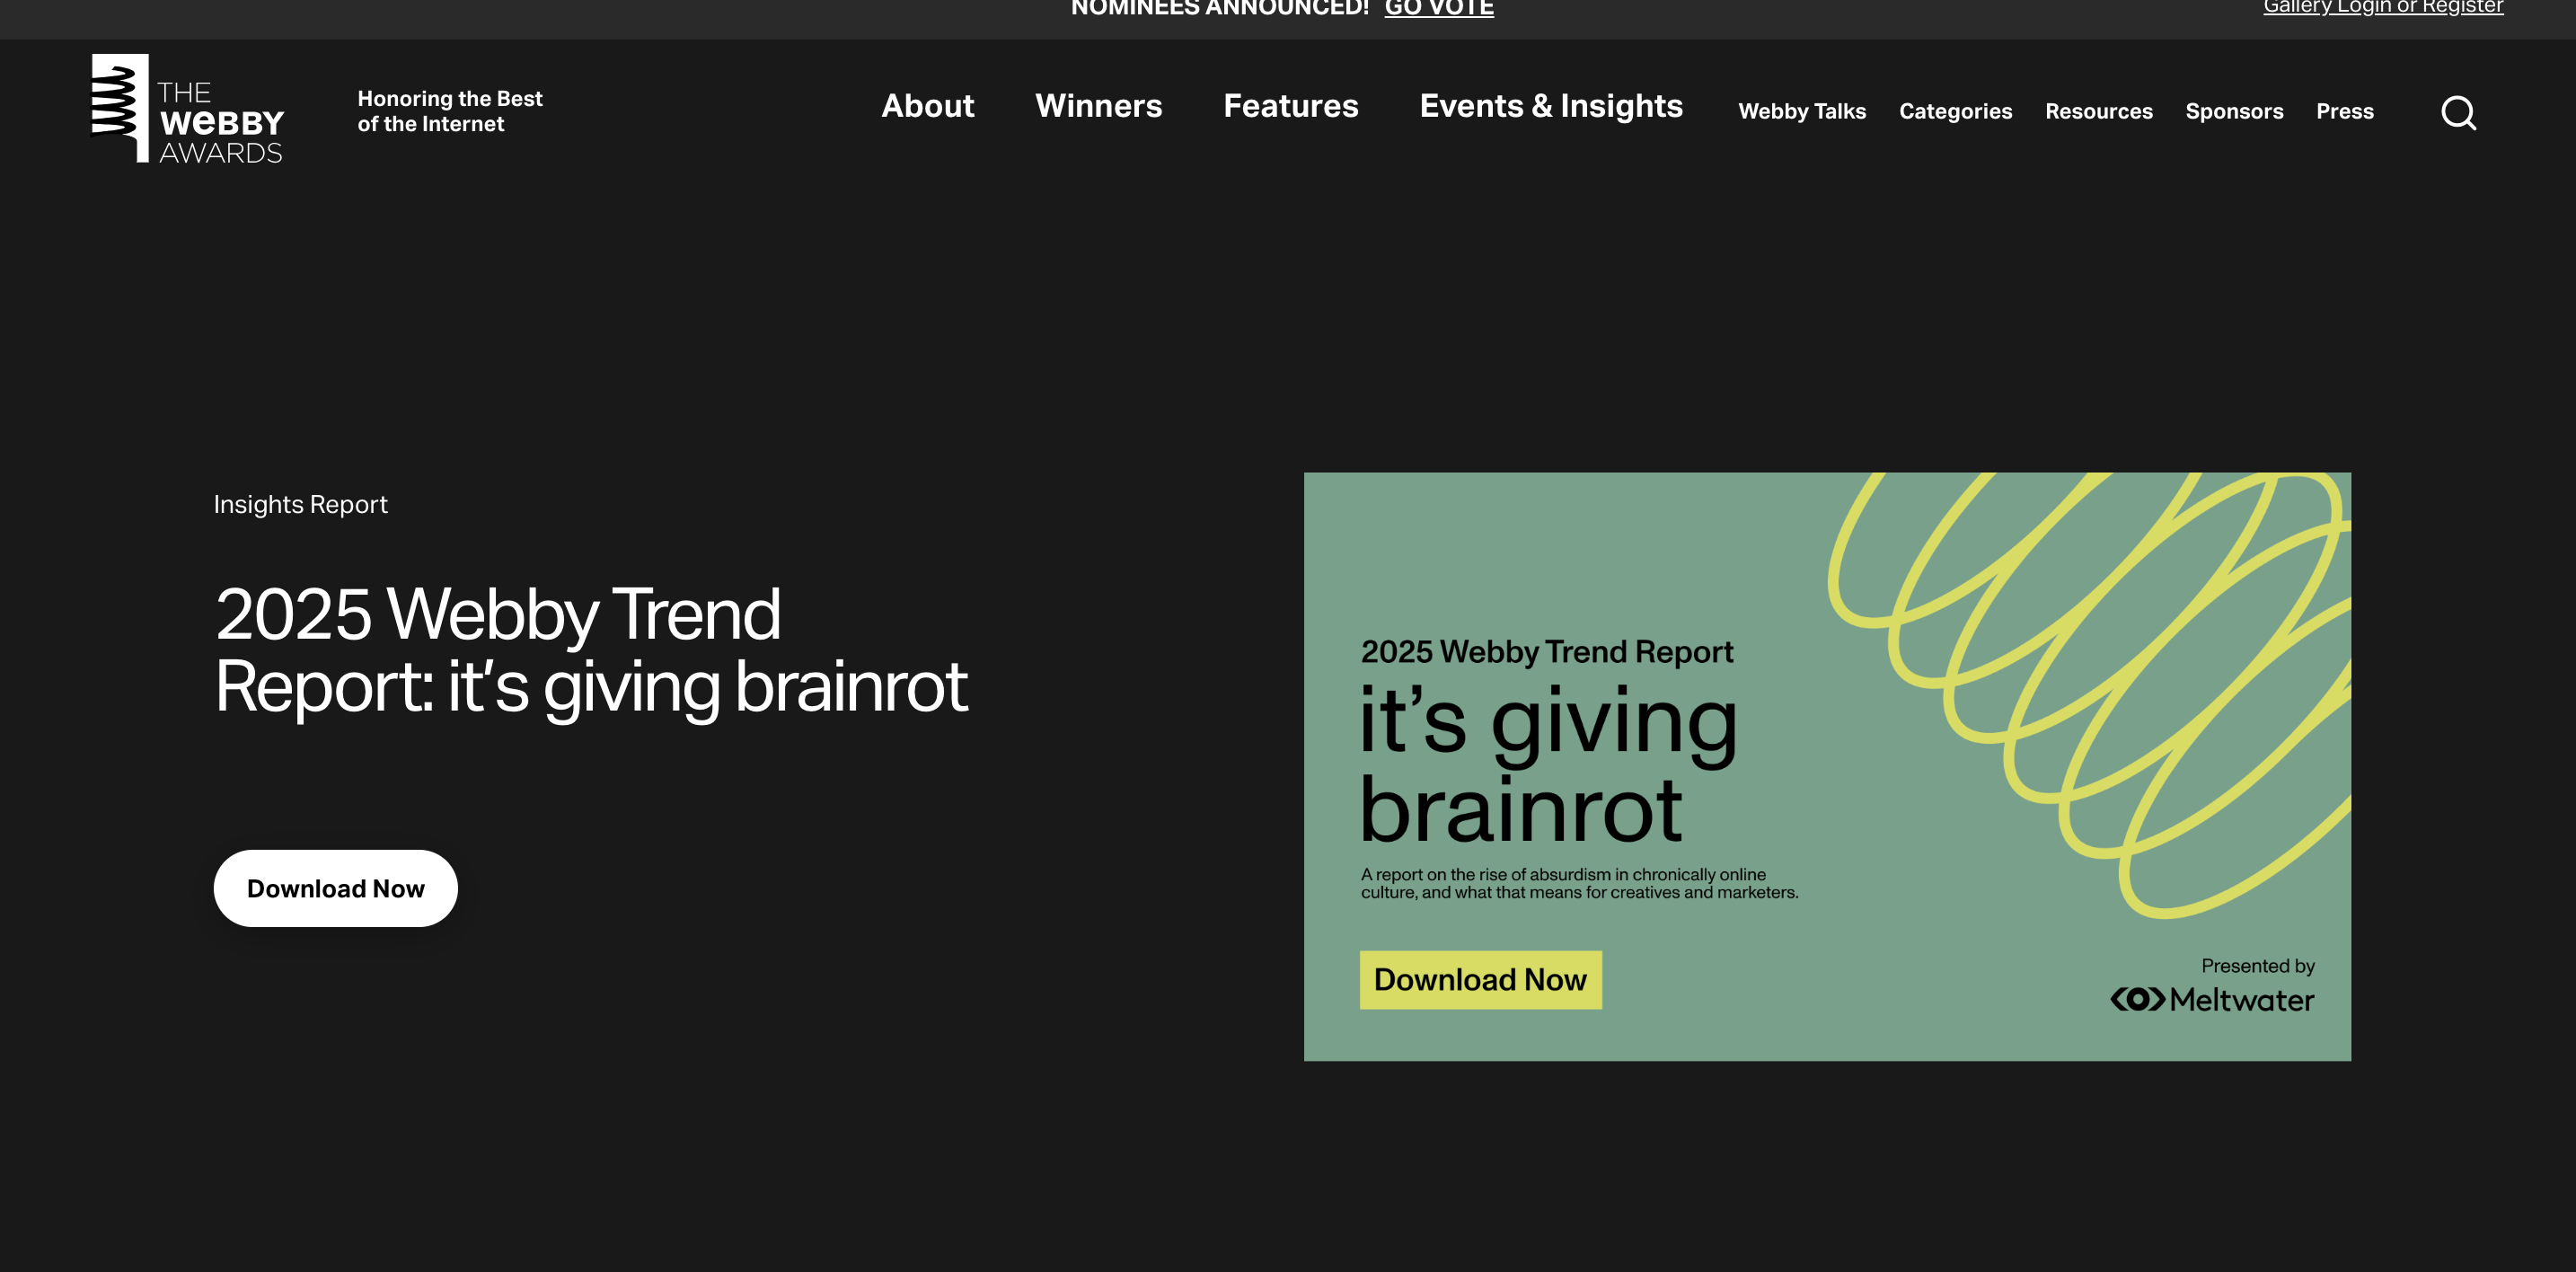 NOMINEES ANNOUNCED! GO VOTE
Gallery Login or Register
THE
WeBBY
AWARDS
Honoring the Best
of the Internet
About
Winners
Features
Events & Insights
Webby Talks
Categories
Resources
Sponsors
Press
Insights Report
2025 Webby Trend
Report: it’s giving brainrot
Download Now
2025 Webby Trend Report
it’s giving
brainrot
A report on the rise of absurdism in chronically online
culture, and what that means for creatives and marketers.
Download Now
Presented by
Meltwater